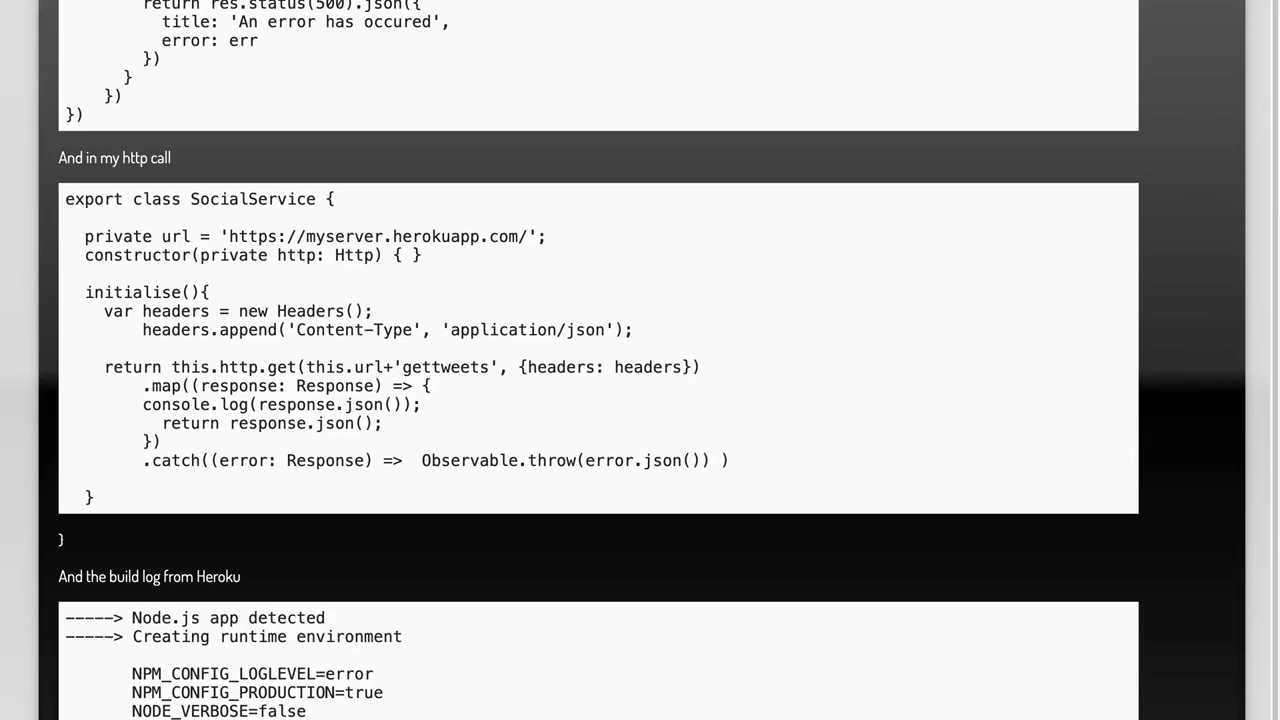 return res.status(500).json({
title: 'An error has occured',
error: err
})
}
})
})
And in my http call
export class SocialService {
private url = 'https://myserver.herokuapp.com/';
constructor(private http: Http) { }
initialise(){
var headers = new Headers();
headers.append('Content-Type', 'application/json');
return this.http.get(this.url+'gettweets', {headers: headers})
.map((response: Response) => {
console.log(response.json());
return response.json();
})
.catch((error: Response) =>  Observable.throw(error.json()) )
}
}
And the build log from Heroku
-----> Node.js app detected
-----> Creating runtime environment
NPM_CONFIG_LOGLEVEL=error
NPM_CONFIG_PRODUCTION=true
NODE_VERBOSE=false